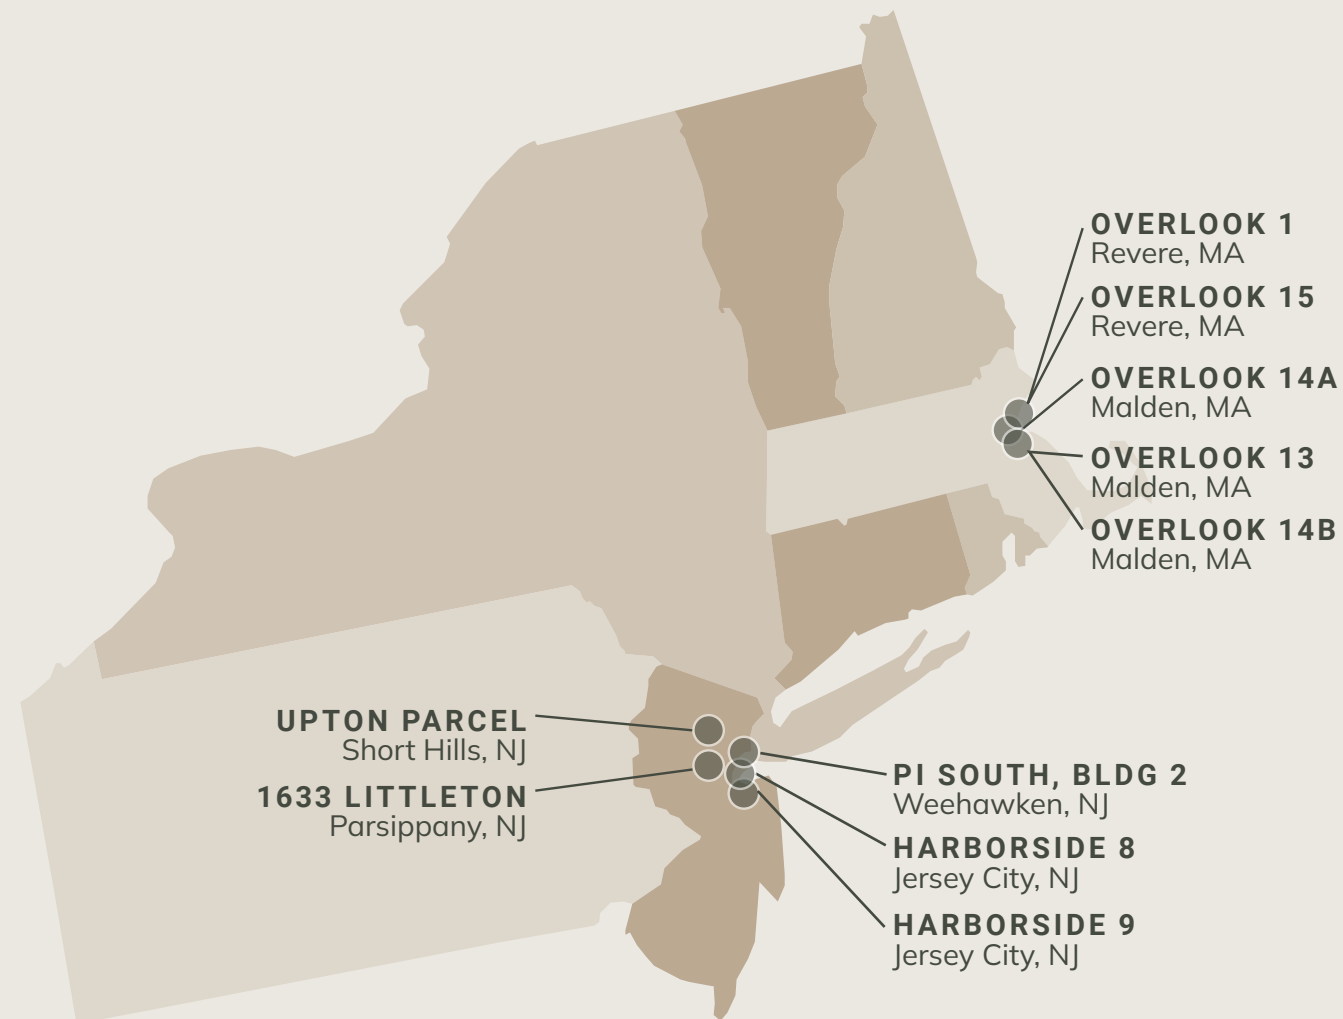 OVERLOOK 1
Revere, MA
OVERLOOK 15
Revere, MA
OVERLOOK 14A
Malden, MA
OVERLOOK 13
Malden, MA
OVERLOOK 14B
Malden, MA
UPTON PARCEL
Short Hills, NJ
1633 LITTLETON
Parsippany, NJ
PI SOUTH, BLDG 2
Weehawken, NJ
HARBORSIDE 8
Jersey City, NJ
HARBORSIDE 9
Jersey City, NJ